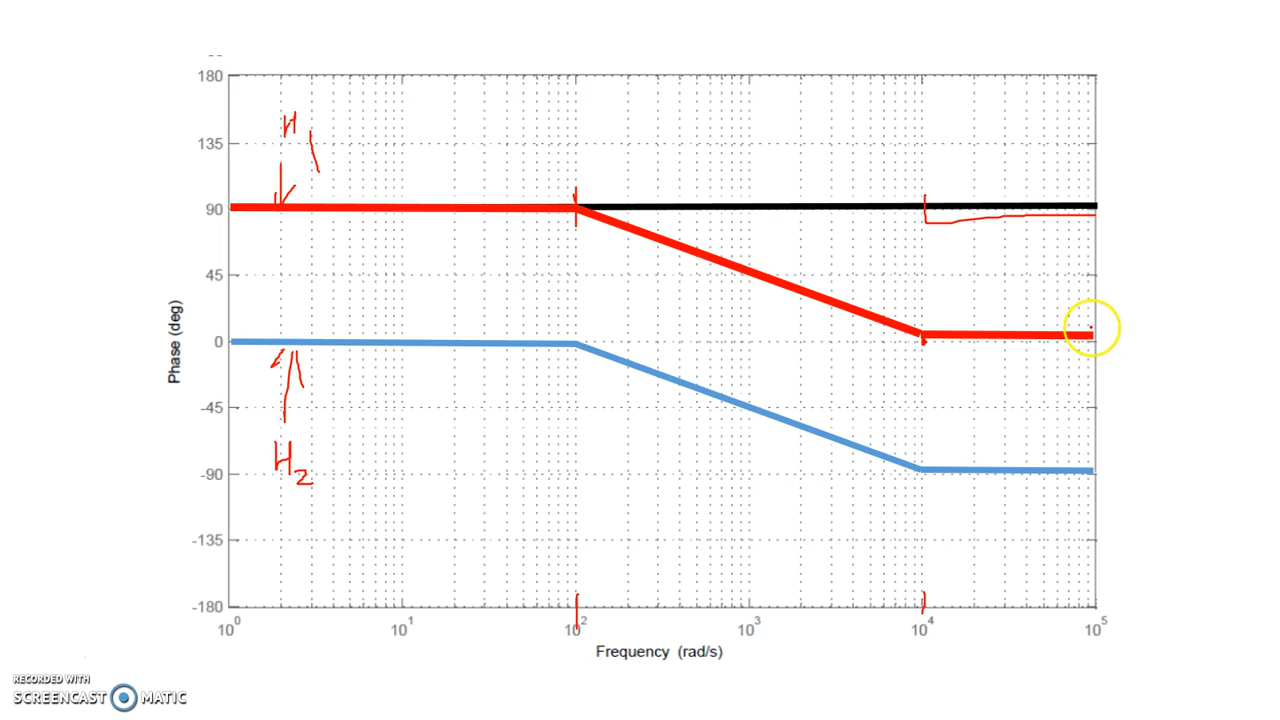 180
H1
135
90
45
Phase (deg)
0
-45
H2
-90
-135
-180
10^0 10^1 10^2 10^3 10^4 10^5
Frequency (rad/s)
RECORDED WITH
SCREENCAST MATIC